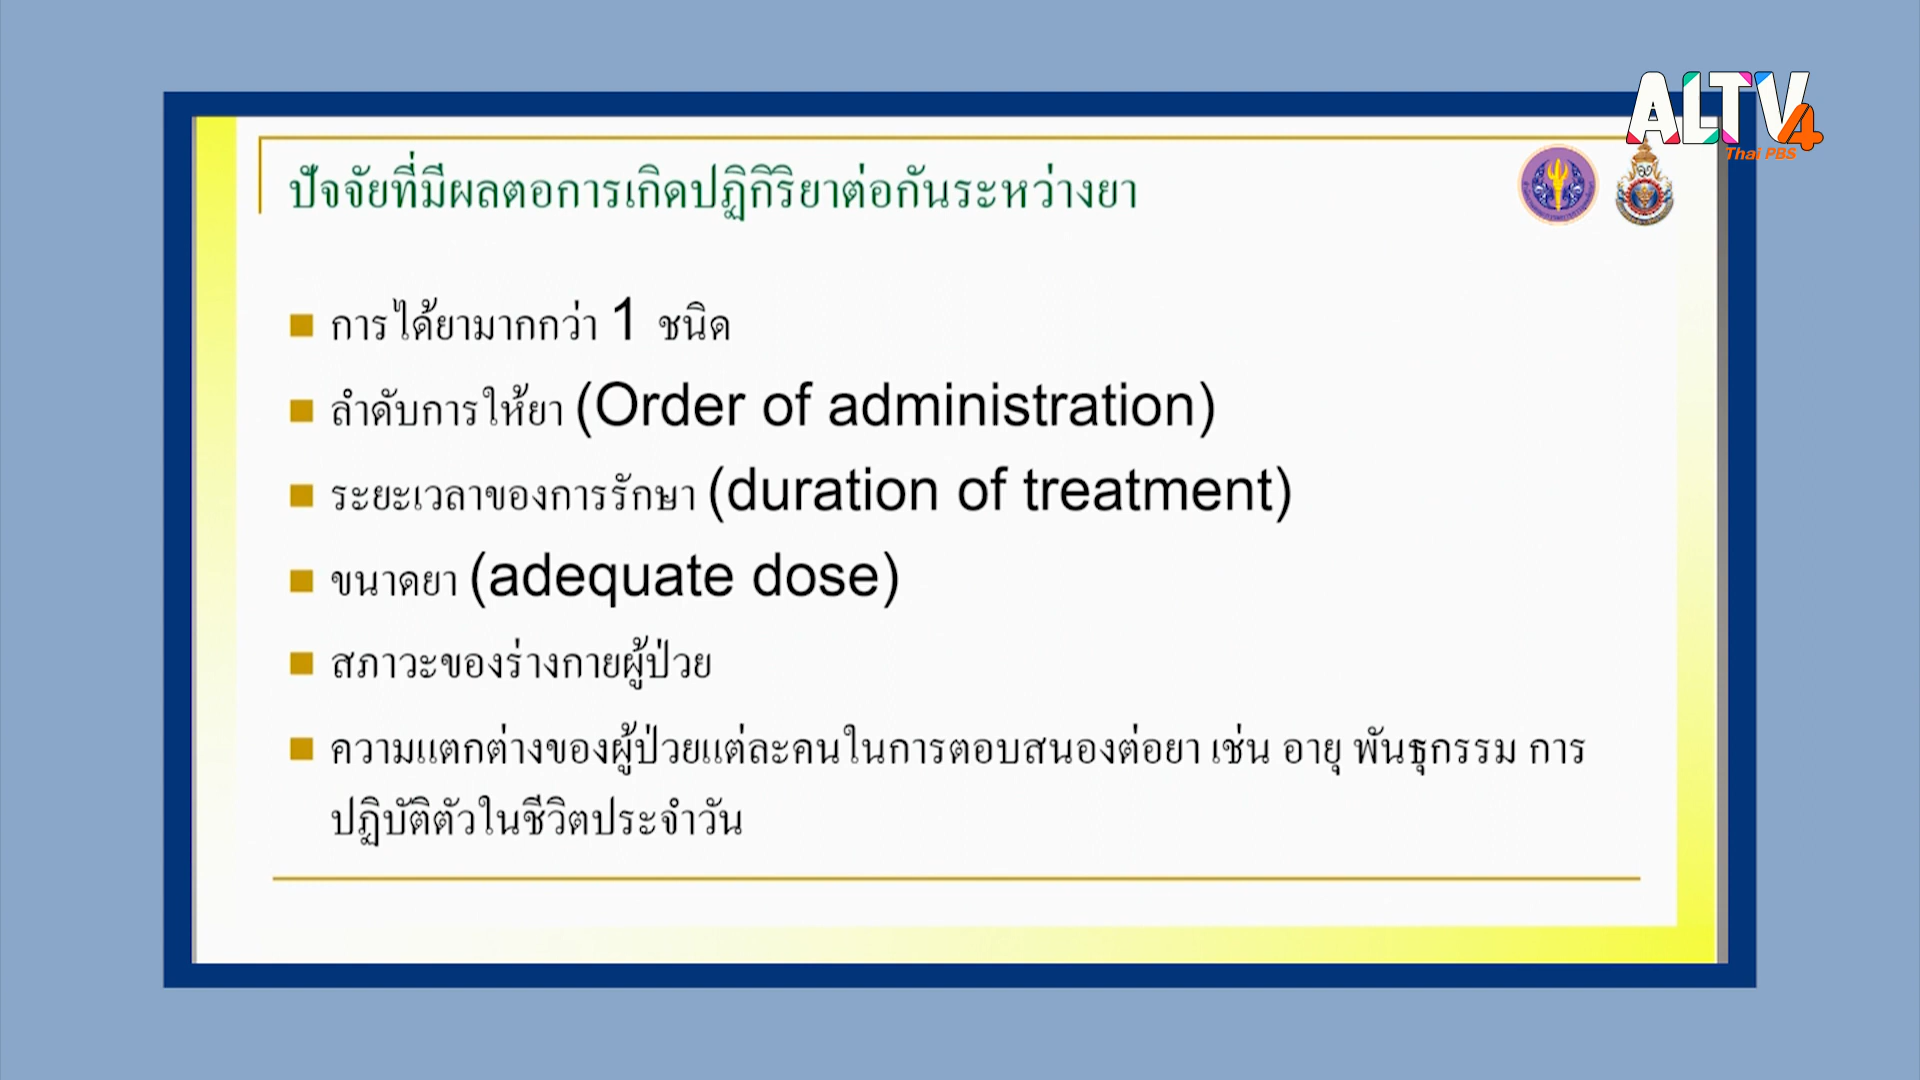 ALTV4
Thai PBS
ปัจจัยที่มีผลตอการเกิดปฏิกิริยาต่อกันระหว่างยา
การได้ยามากกว่า 1 ชนิด
ลำดับการให้ยา (Order of administration)
ระยะเวลาของการรักษา (duration of treatment)
ขนาดยา (adequate dose)
สภาวะของร่างกายผู้ป่วย
ความแตกต่างของผู้ป่วยแต่ละคนในการตอบสนองต่อยา เช่น อายุ พันธุกรรม การ
ปฏิบัติตัวในชีวิตประจำวัน